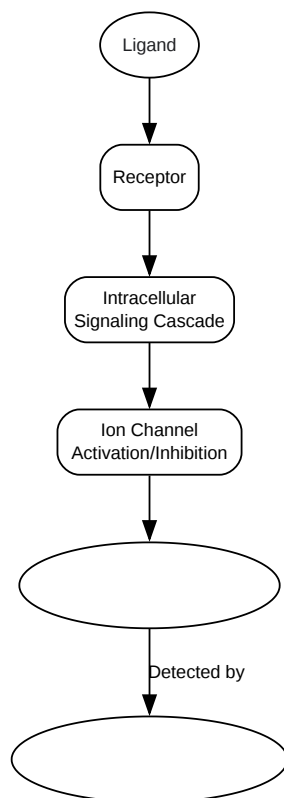 Ligand
Receptor
Intracellular
Signaling Cascade
Ion Channel
Activation/Inhibition
Detected by